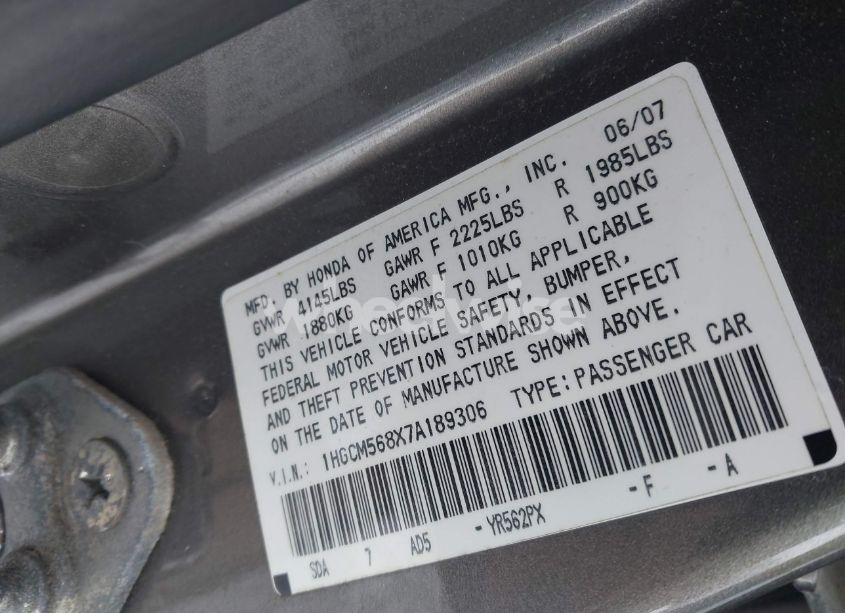 MFD. BY HONDA OF AMERICA MFG., INC. 06/07
GVWR 4145LBS GAWR F 2225LBS R 1985LBS
GVWR 1880KG GAWR F 1010KG R 900KG
THIS VEHICLE CONFORMS TO ALL APPLICABLE
FEDERAL MOTOR VEHICLE SAFETY, BUMPER,
AND THEFT PREVENTION STANDARDS IN EFFECT
ON THE DATE OF MANUFACTURE SHOWN ABOVE.
V.I.N.: 1HGCM568X7A189306 TYPE: PASSENGER CAR
SDA 7 AD5 -YR562PX -F -A